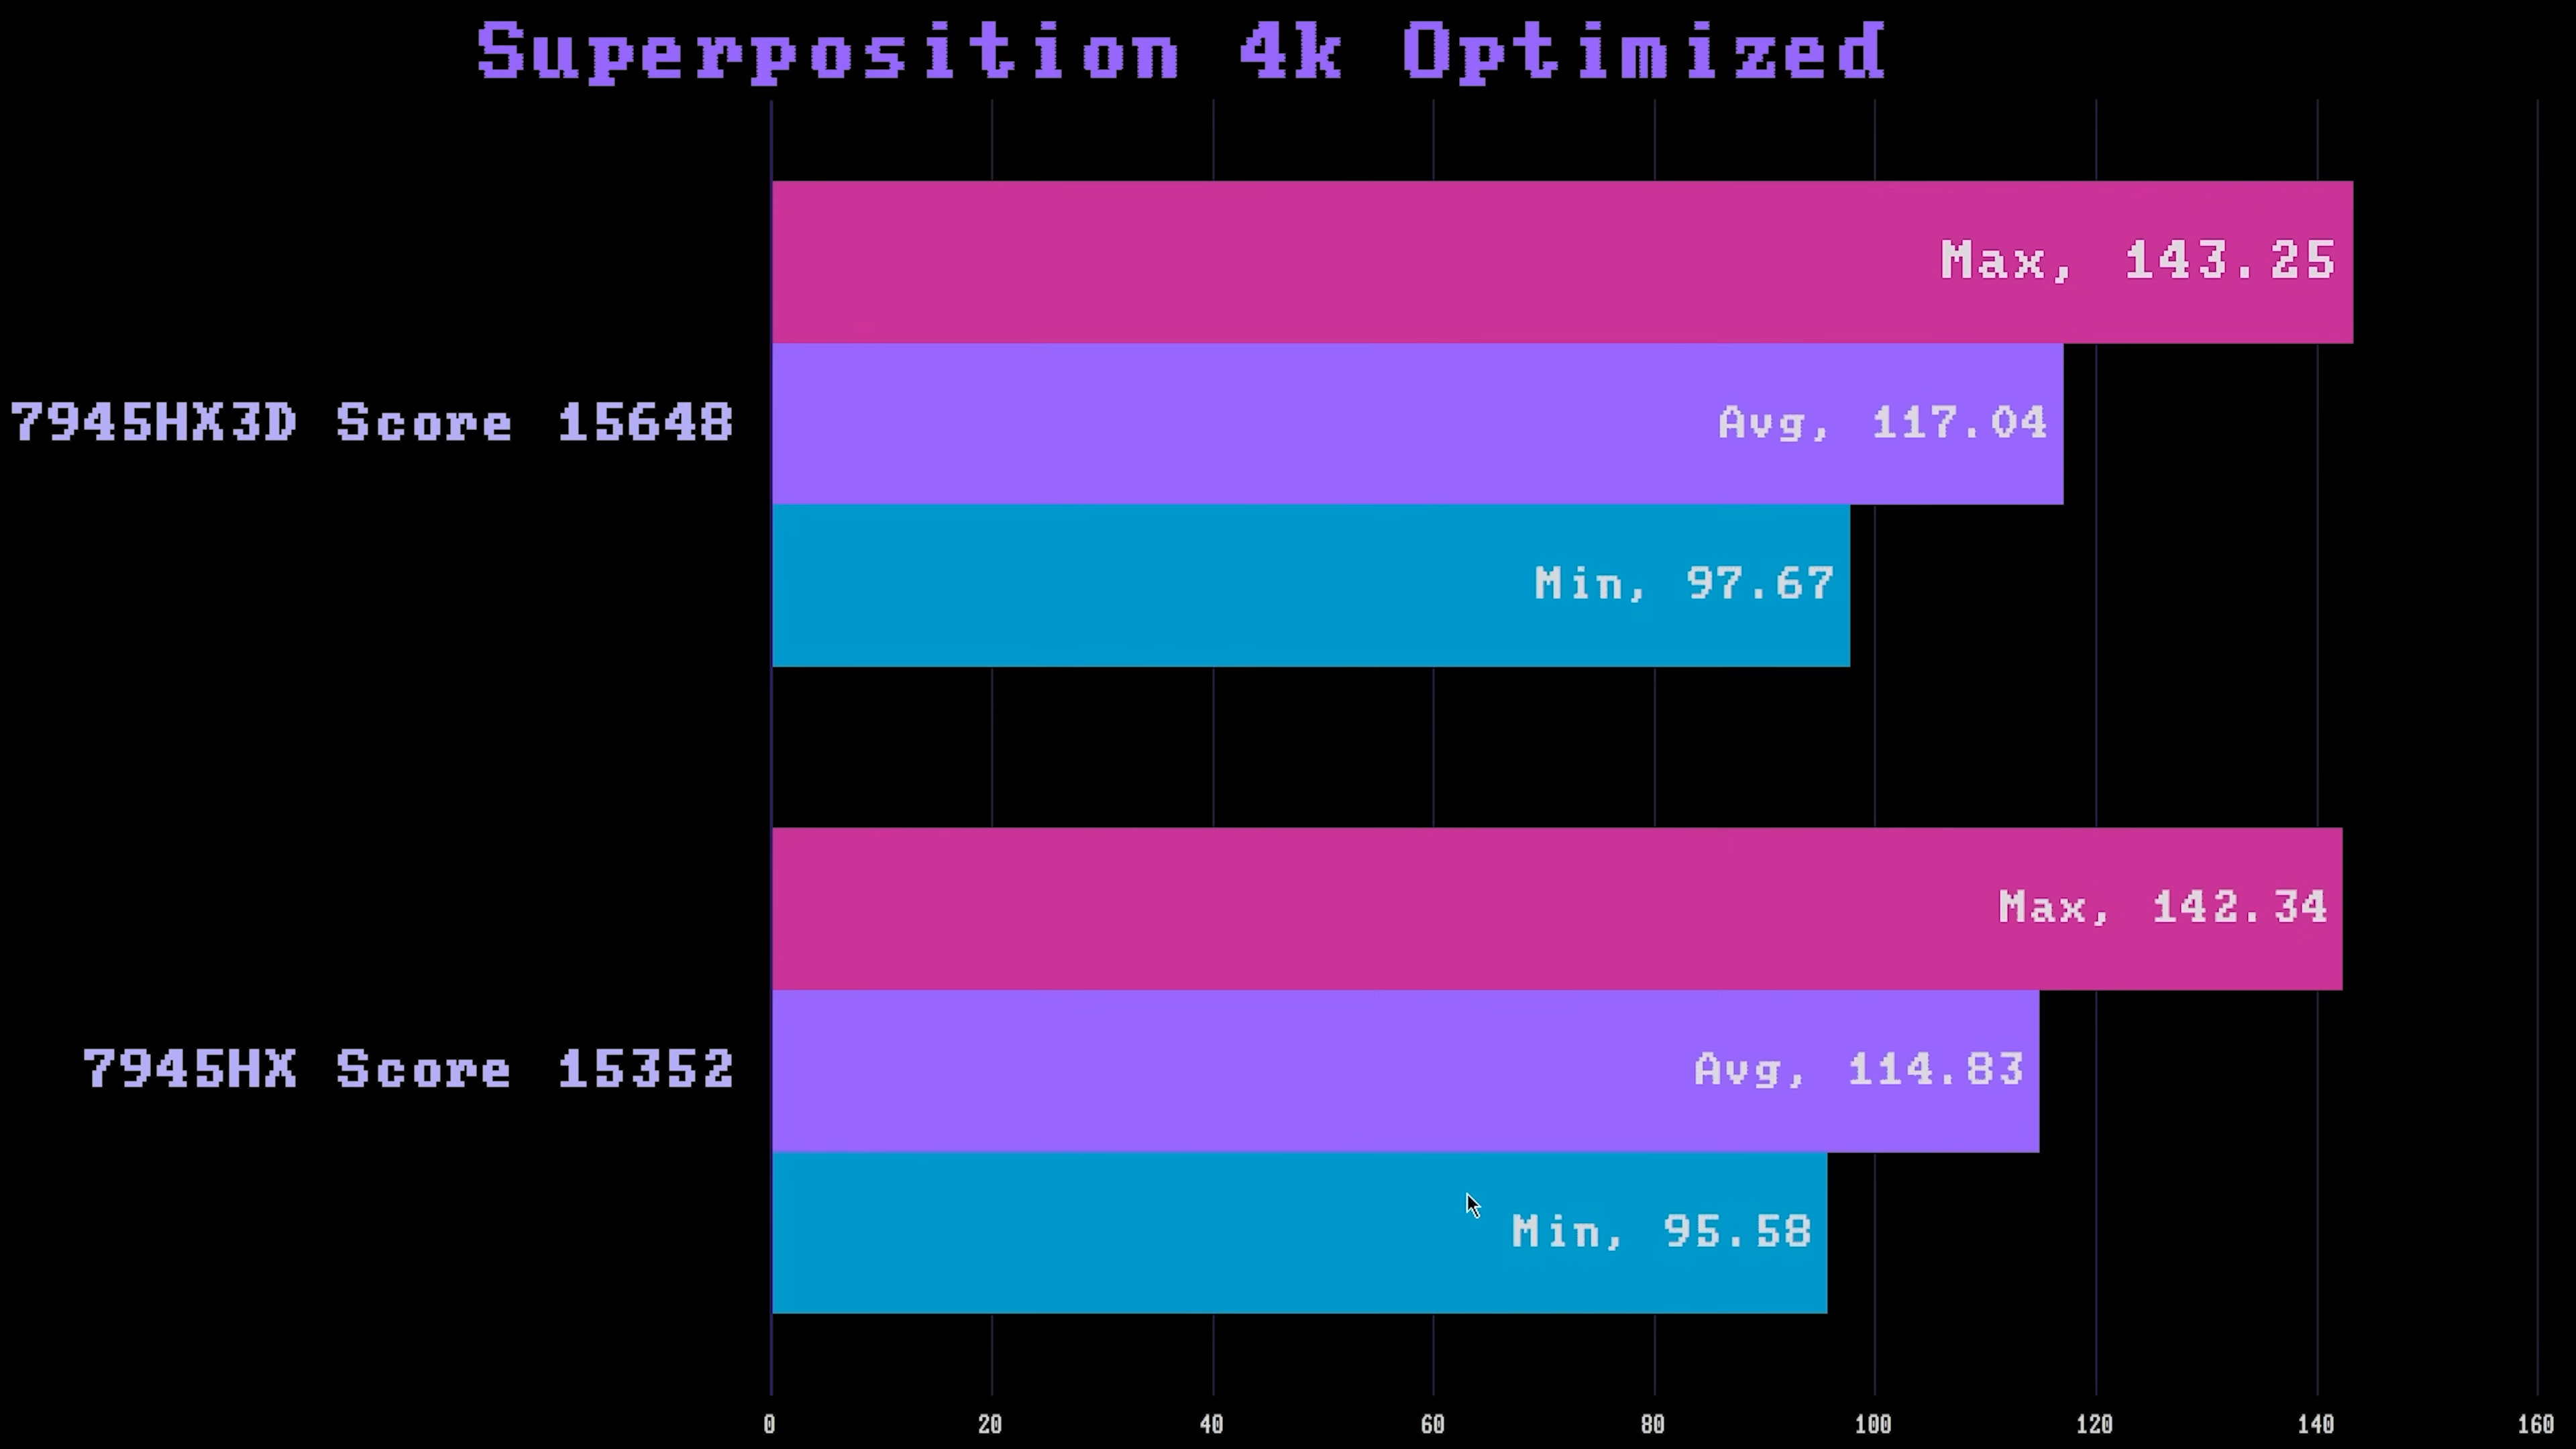 Superposition 4k Optimized
Max, 143.25
7945HX3D Score 15648
Avg, 117.04
Min, 97.67
Max, 142.34
7945HX Score 15352
Avg, 114.83
Min, 95.58
0 20 40 60 80 100 120 140 160